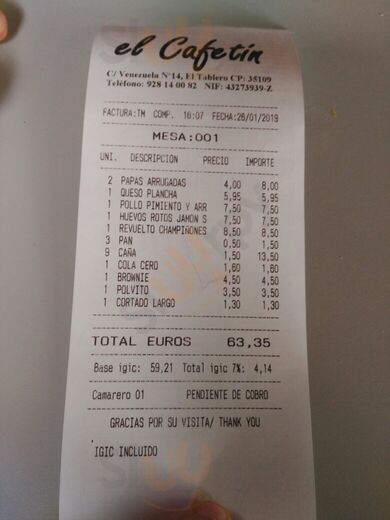 el Cafetín
C/ Venezuela Nº14, El Tablero CP: 35109
Teléfono: 928 14 00 82 NIF: 43273939-Z
FACTURA:TM COMP. 16:07 FECHA:26/01/2019
MESA:001
UNI. DESCRIPCION PRECIO IMPORTE
2 PAPAS ARRUGADAS 4,00 8,00
1 QUESO PLANCHA 5,95 5,95
1 POLLO PIMIENTO Y ARR 7,50 7,50
1 HUEVOS ROTOS JAMON S 7,50 7,50
1 REVUELTO CHAMPIÑONES 8,50 8,50
3 PAN 0,50 1,50
9 CAÑA 1,50 13,50
1 COLA CERO 1,60 1,60
1 BROWNIE 4,50 4,50
1 POLVITO 3,50 3,50
1 CORTADO LARGO 1,30 1,30
TOTAL EUROS 63,35
Base igic: 59,21 Total igic 7%: 4,14
Camarero 01 PENDIENTE DE COBRO
GRACIAS POR SU VISITA/ THANK YOU
IGIC INCLUIDO